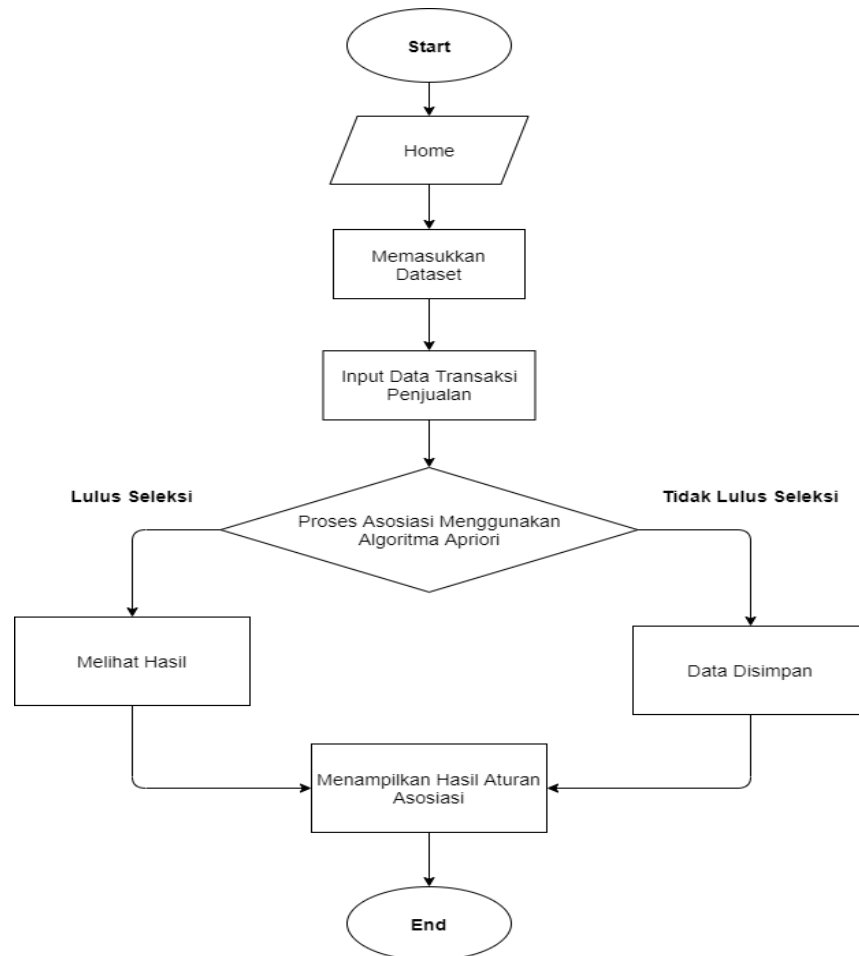 Start
Home
Memasukkan
Dataset
Input Data Transaksi
Penjualan
Lulus Seleksi
Tidak Lulus Seleksi
Proses Asosiasi Menggunakan
Algoritma Apriori
Melihat Hasil
Data Disimpan
Menampilkan Hasil Aturan
Asosiasi
End